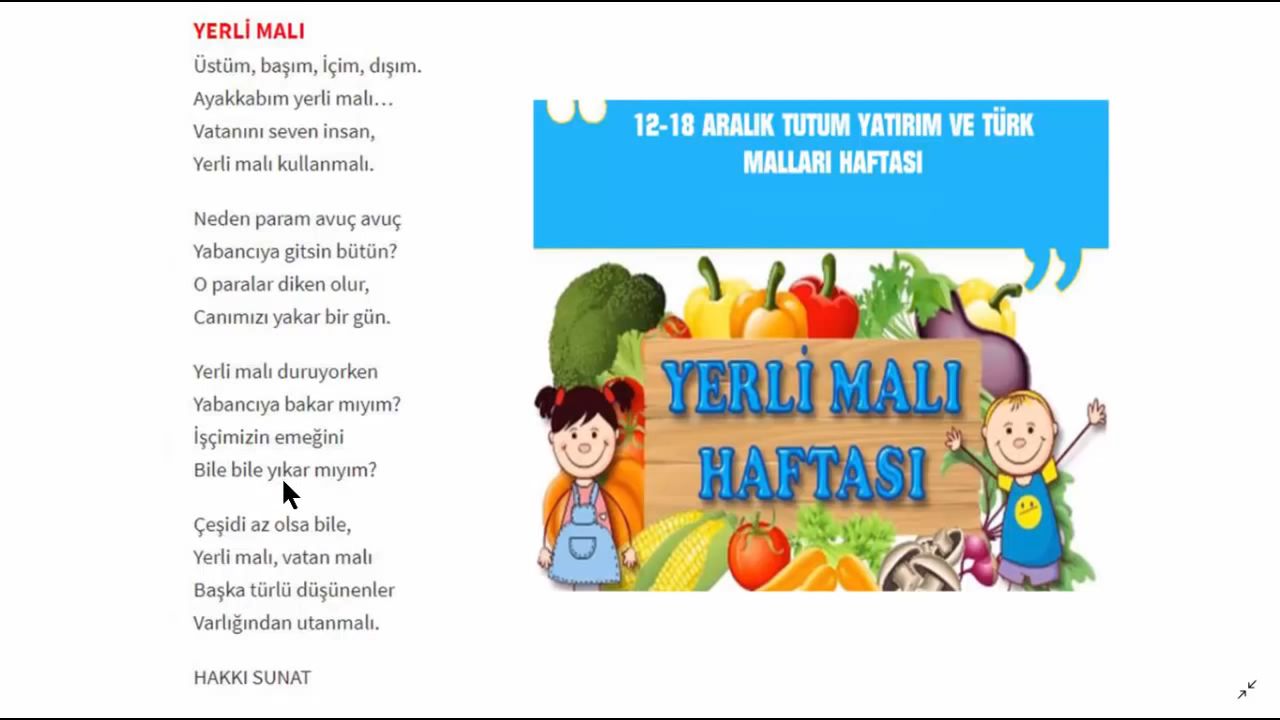 YERLİ MALI
Üstüm, başım, İçim, dışım.
Ayakkabım yerli malı…
Vatanını seven insan,
Yerli malı kullanmalı.
Neden param avuç avuç
Yabancıya gitsin bütün?
O paralar diken olur,
Canımızı yakar bir gün.
Yerli malı duruyorken
Yabancıya bakar mıyım?
İşçimizin emeğini
Bile bile yıkar mıyım?
Çeşidi az olsa bile,
Yerli malı, vatan malı
Başka türlü düşünenler
Varlığından utanmalı.
HAKKI SUNAT
12-18 ARALIK TUTUM YATIRIM VE TÜRK
MALLARI HAFTASI
YERLİ MALI
HAFTASI